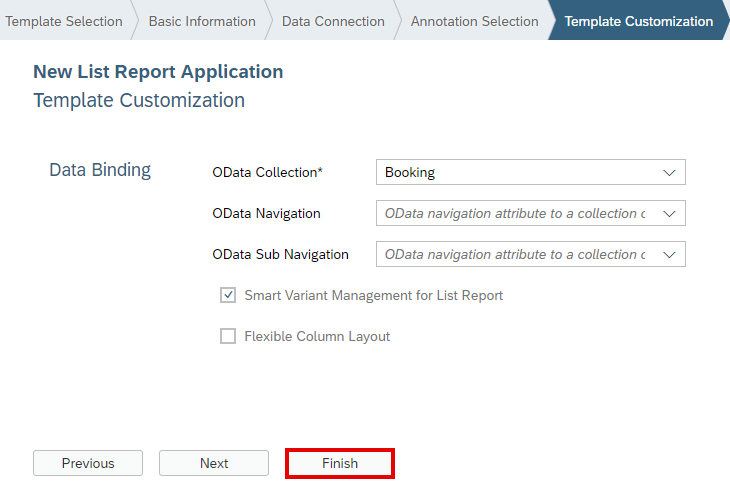 Template Selection
Basic Information
Data Connection
Annotation Selection
Template Customization
New List Report Application
Template Customization
Data Binding
OData Collection*
Booking
OData Navigation
OData navigation attribute to a collection
OData Sub Navigation
OData navigation attribute to a collection
Smart Variant Management for List Report
Flexible Column Layout
Previous
Next
Finish